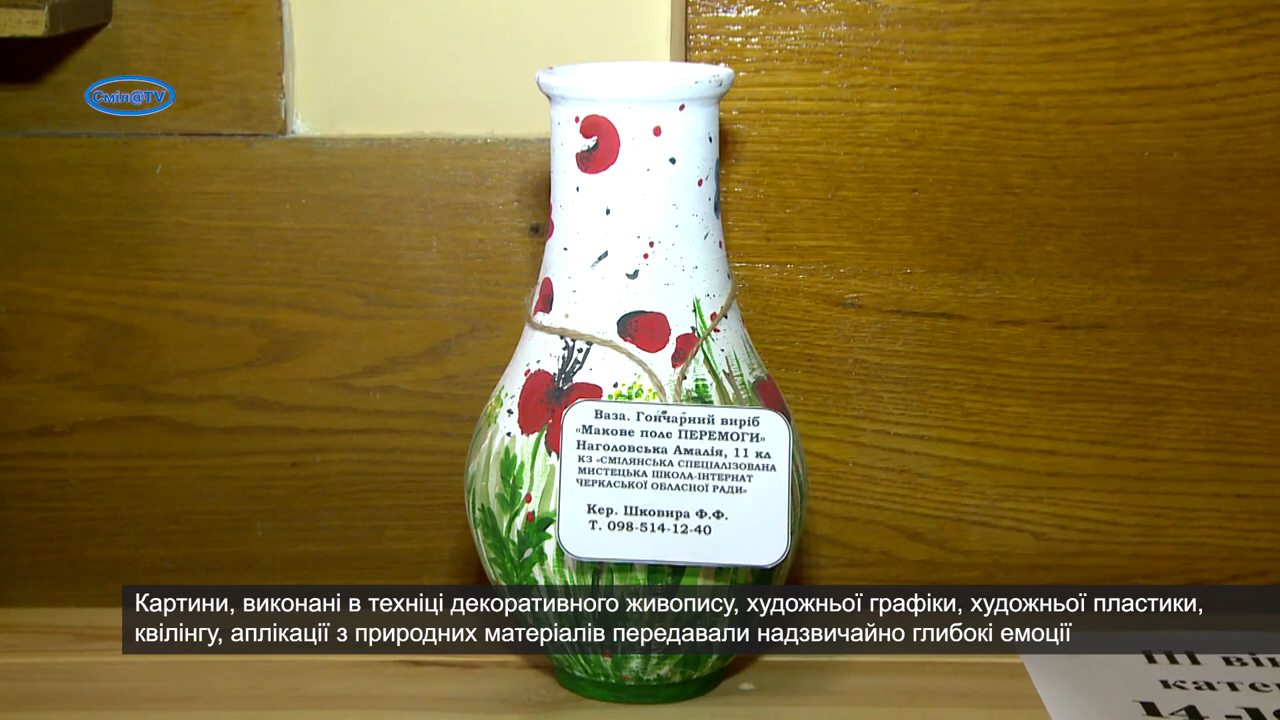 Сміл@TV
Ваза. Гончарний виріб
«Макове поле ПЕРЕМОГИ»
Наголовська Амалія, 11 кл
КЗ «СМІЛЯНСЬКА СПЕЦІАЛІЗОВАНА
МИСТЕЦЬКА ШКОЛА-ІНТЕРНАТ
ЧЕРКАСЬКОЇ ОБЛАСНОЇ РАДИ»
Кер. Шковира Ф.Ф.
Т. 098-514-12-40
Картини, виконані в техніці декоративного живопису, художньої графіки, художньої пластики,
квілінгу, аплікації з природних матеріалів передавали надзвичайно глибокі емоції
ІІІ